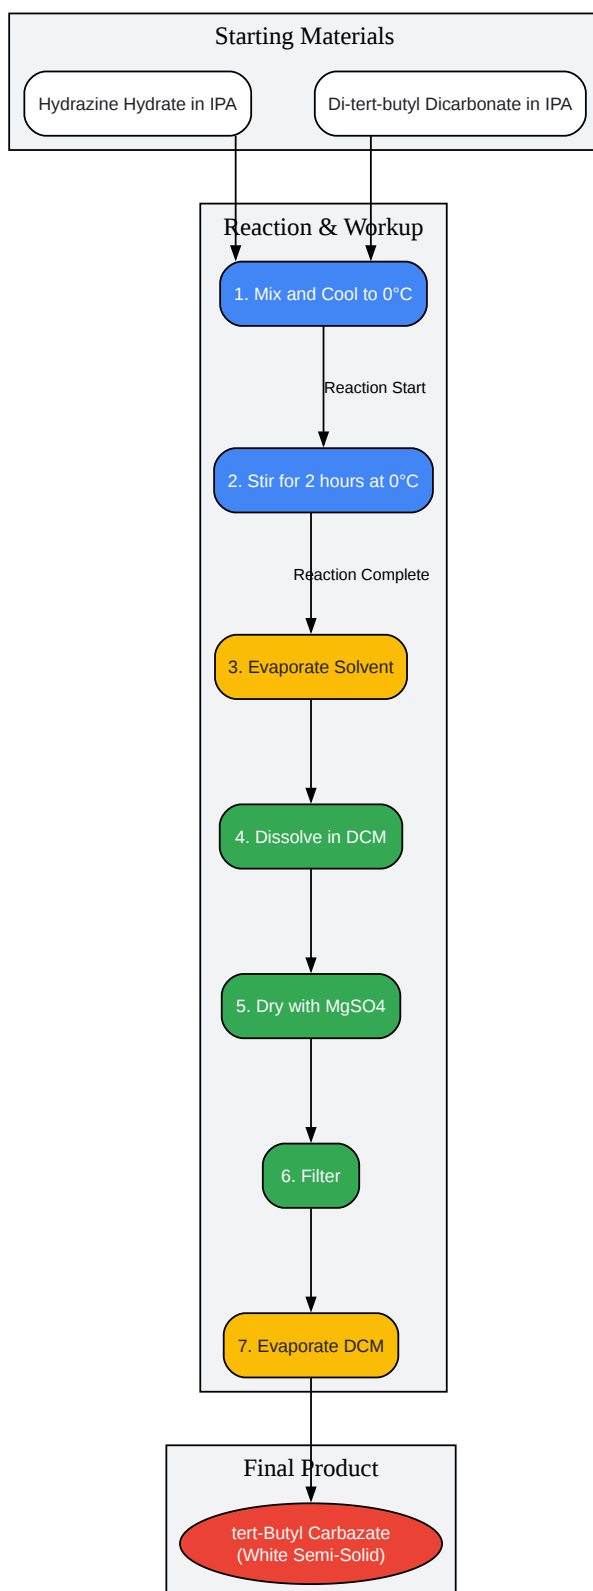 Starting Materials
Hydrazine Hydrate in IPA
Di-tert-butyl Dicarbonate in IPA
Reaction & Workup
1. Mix and Cool to 0°C
Reaction Start
2. Stir for 2 hours at 0°C
Reaction Complete
3. Evaporate Solvent
4. Dissolve in DCM
5. Dry with MgSO4
6. Filter
7. Evaporate DCM
Final Product
tert-Butyl Carbazate
(White Semi-Solid)